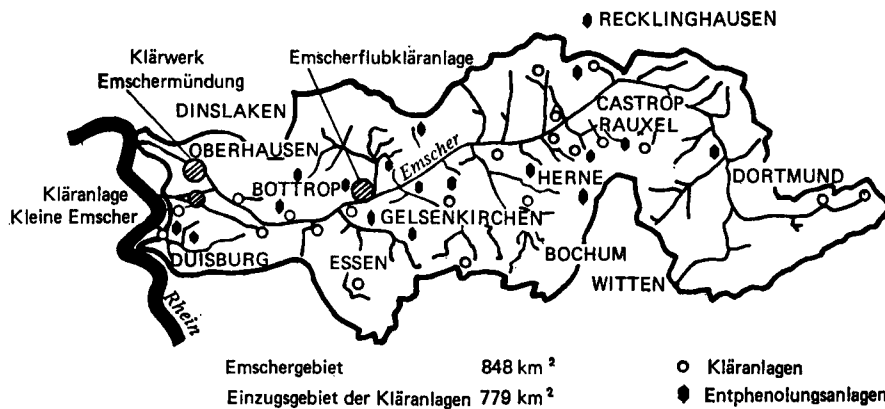 RECKLINGHAUSEN
Klärwerk
Emschermündung
Emscherflubkläranlage
DINSLAKEN
CASTROP
RAUXEL
OBERHAUSEN
Emscher
Kläranlage
Kleine Emscher
BOTTROP
HERNE
DORTMUND
GELSENKIRCHEN
DUISBURG
ESSEN
BOCHUM
WITTEN
Rhein
Emschergebiet 848 km²
Kläranlagen
Einzugsgebiet der Kläranlagen 779 km²
Entphenolungsanlagen